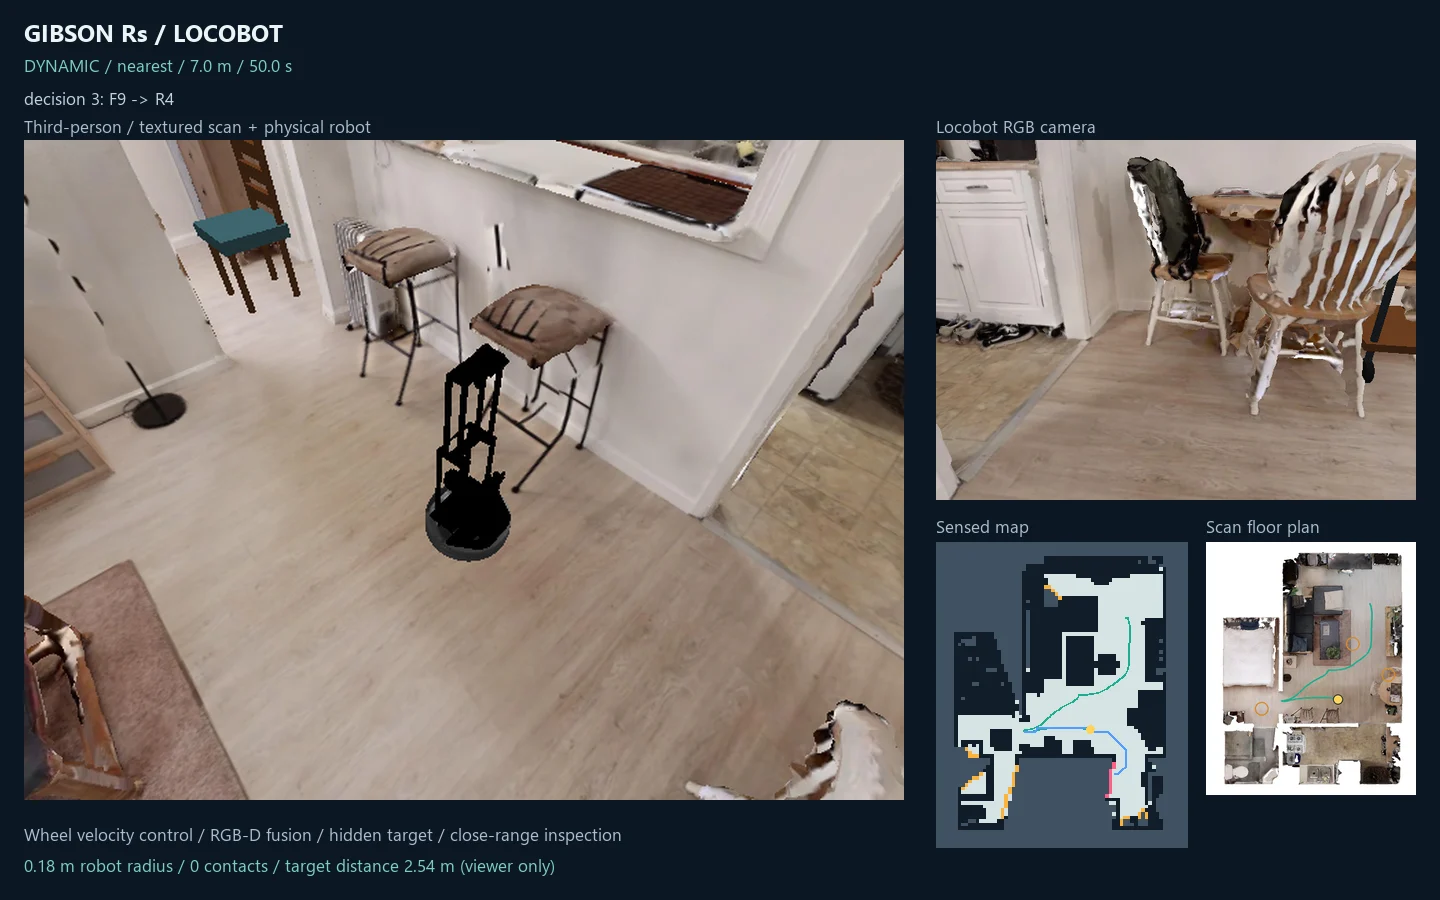 GIBSON Rs / LOCOBOT
DYNAMIC / nearest / 7.0 m / 50.0 s
decision 3: F9 -> R4
Third-person / textured scan + physical robot
Locobot RGB camera
Sensed map
Scan floor plan
Wheel velocity control / RGB-D fusion / hidden target / close-range inspection
0.18 m robot radius / 0 contacts / target distance 2.54 m (viewer only)